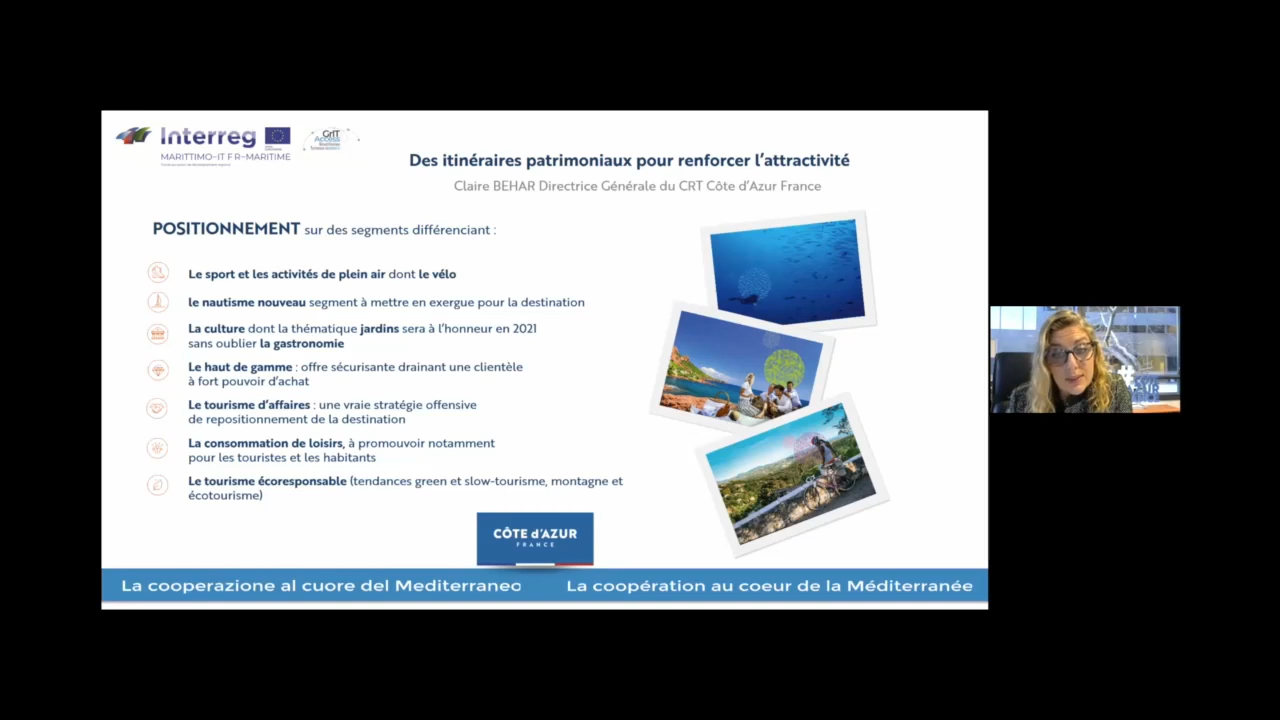 Interreg
MARITTIMO-IT FR-MARITIME
GrIT
Access
Des itinéraires patrimoniaux pour renforcer l'attractivité
Claire BEHAR Directrice Générale du CRT Côte d'Azur France
POSITIONNEMENT sur des segments différenciant :
Le sport et les activités de plein air dont le vélo
le nautisme nouveau segment à mettre en exergue pour la destination
La culture dont la thématique jardins sera à l'honneur en 2021
sans oublier la gastronomie
Le haut de gamme : offre sécurisante drainant une clientèle
à fort pouvoir d'achat
Le tourisme d'affaires : une vraie stratégie offensive
de repositionnement de la destination
La consommation de loisirs, à promouvoir notamment
pour les touristes et les habitants
Le tourisme écoresponsable (tendances green et slow-tourisme, montagne et
écotourisme)
CÔTE d'AZUR
FRANCE
La cooperazione al cuore del Mediterraneo
La coopération au coeur de la Méditerranée